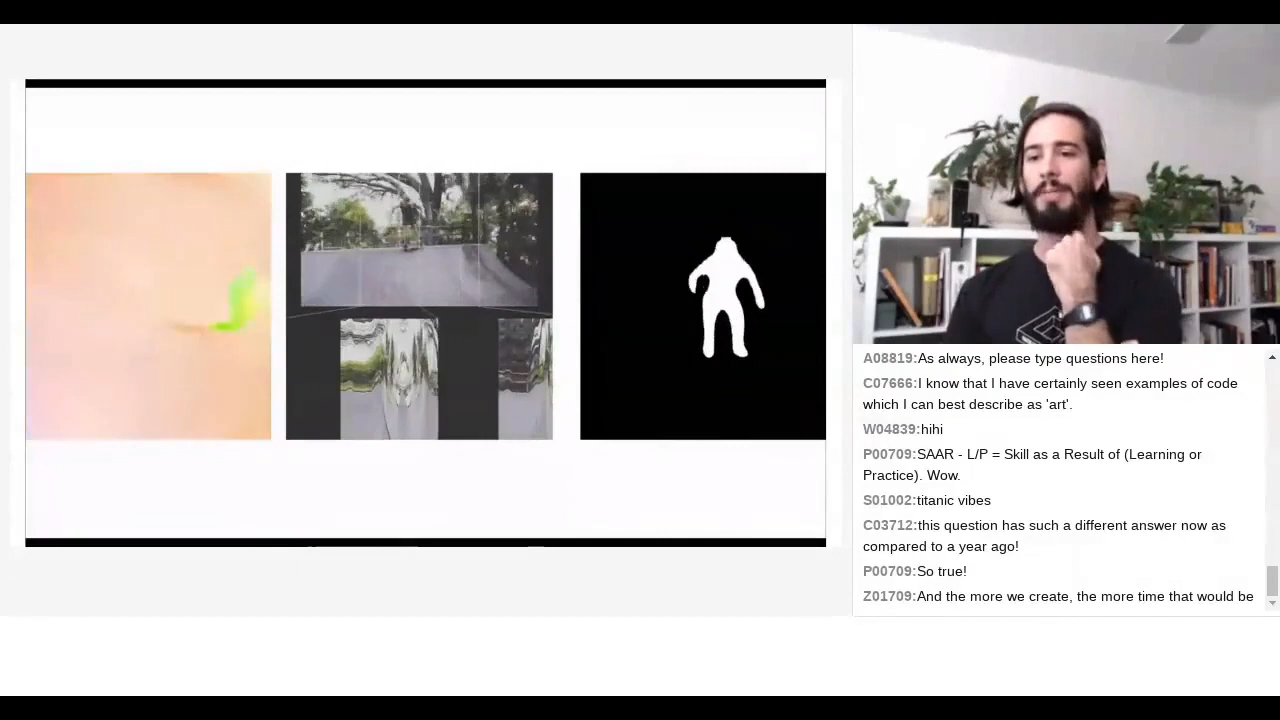 A08819:As always, please type questions here!
C07666:I know that I have certainly seen examples of code
which I can best describe as 'art'.
W04839:hihi
P00709:SAAR - L/P = Skill as a Result of (Learning or
Practice). Wow.
S01002:titanic vibes
C03712:this question has such a different answer now as
compared to a year ago!
P00709:So true!
Z01709:And the more we create, the more time that would be